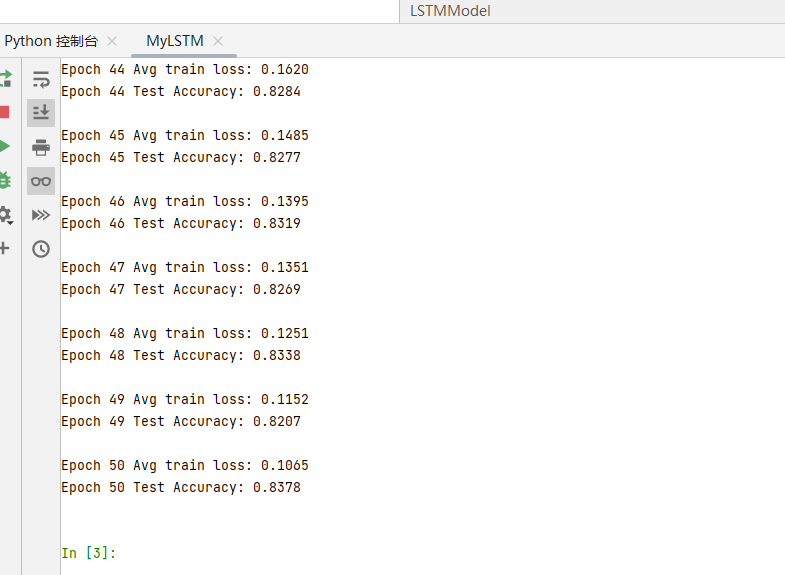 LSTMModel
Python 控制台
MyLSTM
Epoch 44 Avg train loss: 0.1620
Epoch 44 Test Accuracy: 0.8284
Epoch 45 Avg train loss: 0.1485
Epoch 45 Test Accuracy: 0.8277
Epoch 46 Avg train loss: 0.1395
Epoch 46 Test Accuracy: 0.8319
Epoch 47 Avg train loss: 0.1351
Epoch 47 Test Accuracy: 0.8269
Epoch 48 Avg train loss: 0.1251
Epoch 48 Test Accuracy: 0.8338
Epoch 49 Avg train loss: 0.1152
Epoch 49 Test Accuracy: 0.8207
Epoch 50 Avg train loss: 0.1065
Epoch 50 Test Accuracy: 0.8378
In [3]: